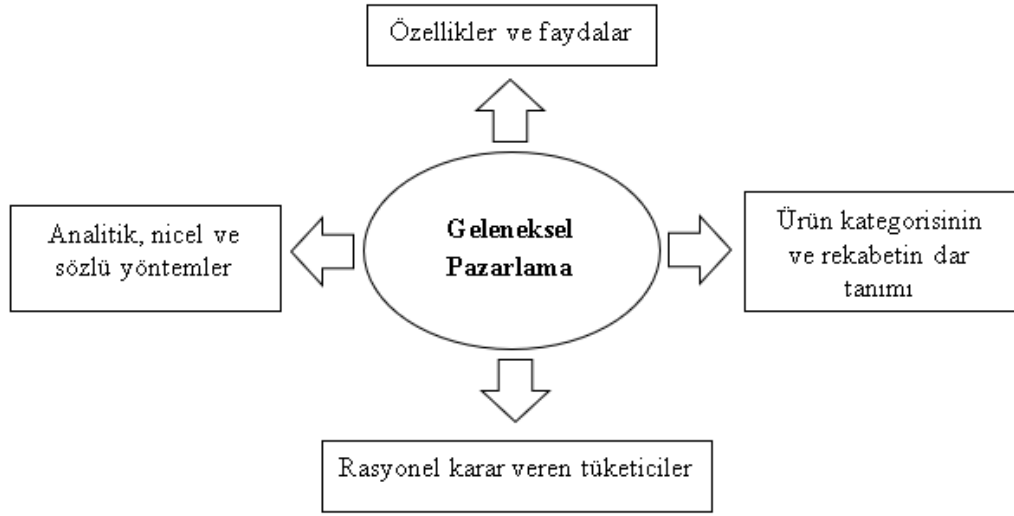 Özellikler ve faydalar
Analitik, nicel ve
sözlü yöntemler
Geleneksel
Pazarlama
Ürün kategorisinin
ve rekabetin dar
tanımı
Rasyonel karar veren tüketiciler